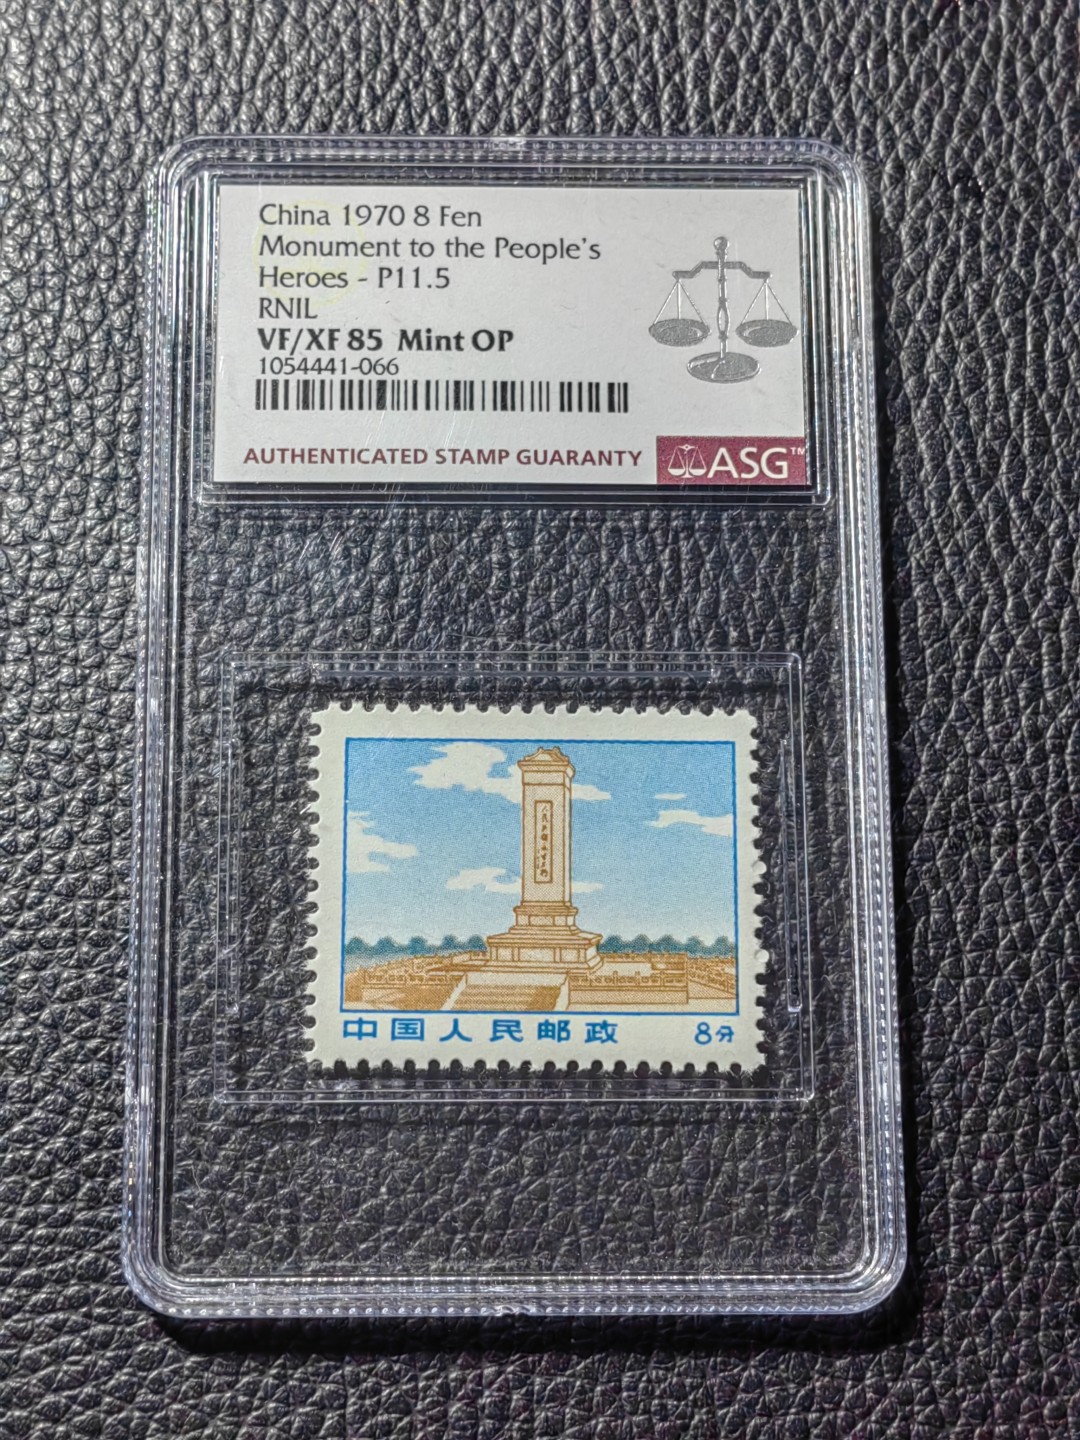 China 1970 8 Fen
Monument to the People's
Heroes - P11.5
RNIL
VF/XF 85 Mint OP
1054441-066
AUTHENTICATED STAMP GUARANTY
ASG™
中国人民邮政 8分